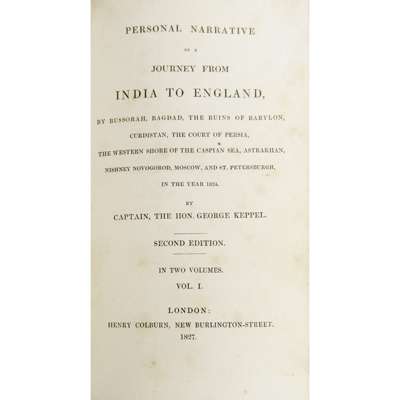 PERSONAL NARRATIVE
OF A
JOURNEY FROM
INDIA TO ENGLAND,
BY BUSSORAH, BAGDAD, THE RUINS OF BABYLON,
CURDISTAN, THE COURT OF PERSIA,
THE WESTERN SHORE OF THE CASPIAN SEA, ASTRAKHAN,
NISHNEY NOVOGOROD, MOSCOW, AND ST. PETERSBURGH,
IN THE YEAR 1824.
BY
CAPTAIN, THE HON. GEORGE KEPPEL.
SECOND EDITION.
IN TWO VOLUMES.
VOL. I.
LONDON:
HENRY COLBURN, NEW BURLINGTON-STREET.
1827.